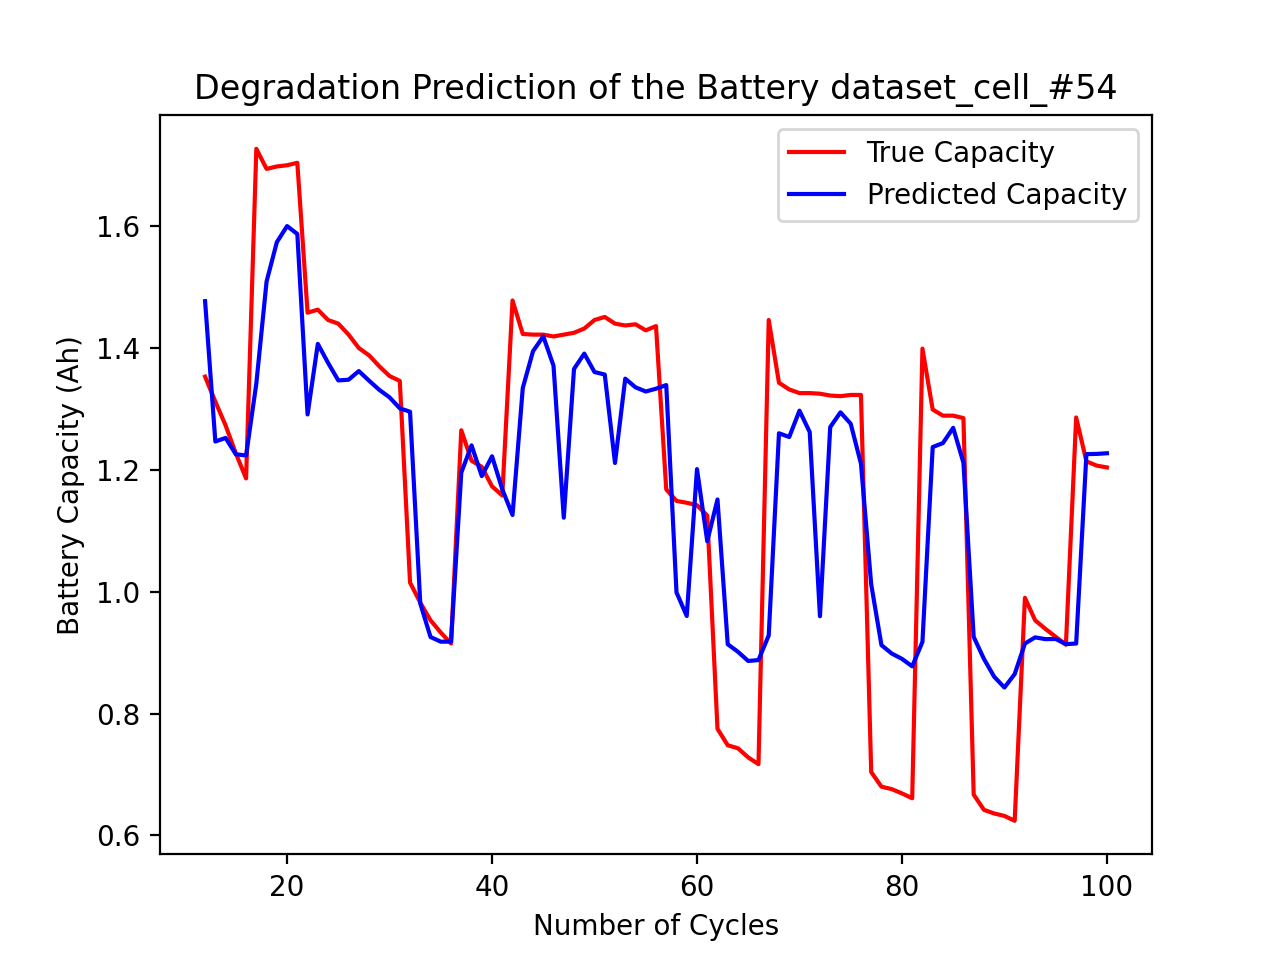 Degradation Prediction of the Battery dataset_cell_#54
True Capacity
Predicted Capacity
Battery Capacity (Ah)
1.6
1.4
1.2
1.0
0.8
0.6
20 40 60 80 100
Number of Cycles